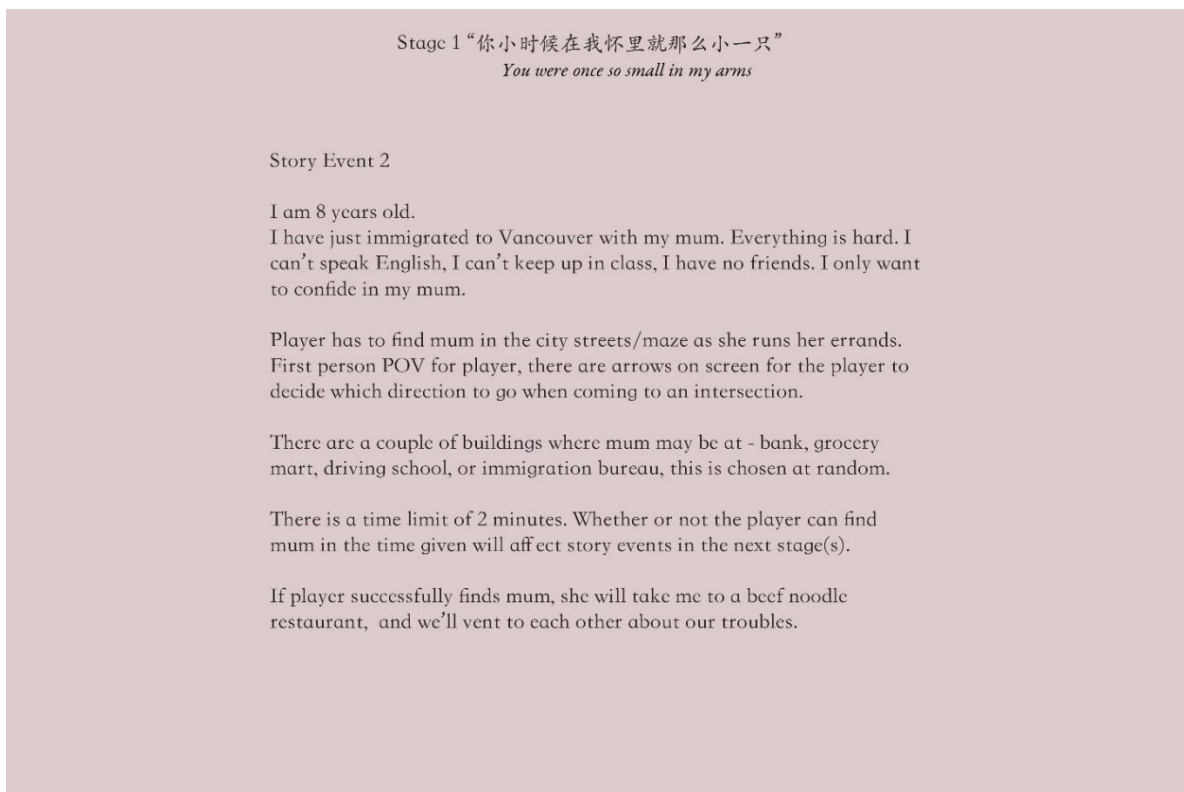 Stage 1 “你小时候在我怀里就那么小一只”
You were once so small in my arms
Story Event 2
I am 8 years old.
I have just immigrated to Vancouver with my mum. Everything is hard. I
can’t speak English, I can’t keep up in class, I have no friends. I only want
to confide in my mum.
Player has to find mum in the city streets/maze as she runs her errands.
First person POV for player, there are arrows on screen for the player to
decide which direction to go when coming to an intersection.
There are a couple of buildings where mum may be at - bank, grocery
mart, driving school, or immigration bureau, this is chosen at random.
There is a time limit of 2 minutes. Whether or not the player can find
mum in the time given will affect story events in the next stage(s).
If player successfully finds mum, she will take me to a beef noodle
restaurant, and we’ll vent to each other about our troubles.